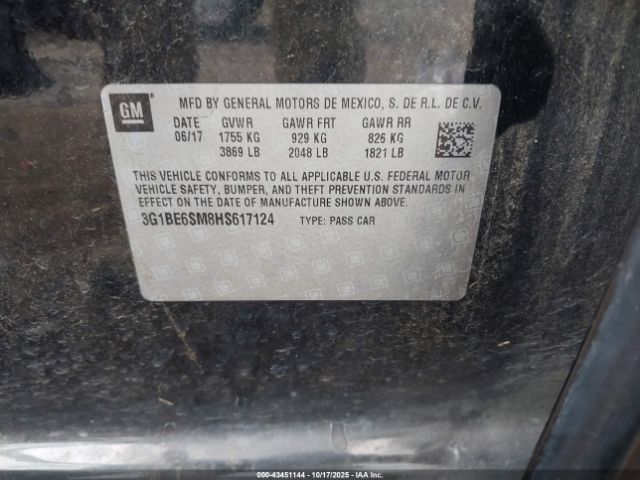 GM
MFD BY GENERAL MOTORS DE MEXICO, S. DE R.L. DE C.V.
DATE GVWR GAWR FRT GAWR RR
06/17 1755 KG 929 KG 826 KG
3869 LB 2048 LB 1821 LB
THIS VEHICLE CONFORMS TO ALL APPLICABLE U.S. FEDERAL MOTOR
VEHICLE SAFETY, BUMPER, AND THEFT PREVENTION STANDARDS IN
EFFECT ON THE DATE OF MANUFACTURE SHOWN ABOVE.
3G1BE6SM8HS617124 TYPE: PASS CAR
000-43451144 - 10/17/2025 - IAAI.COM